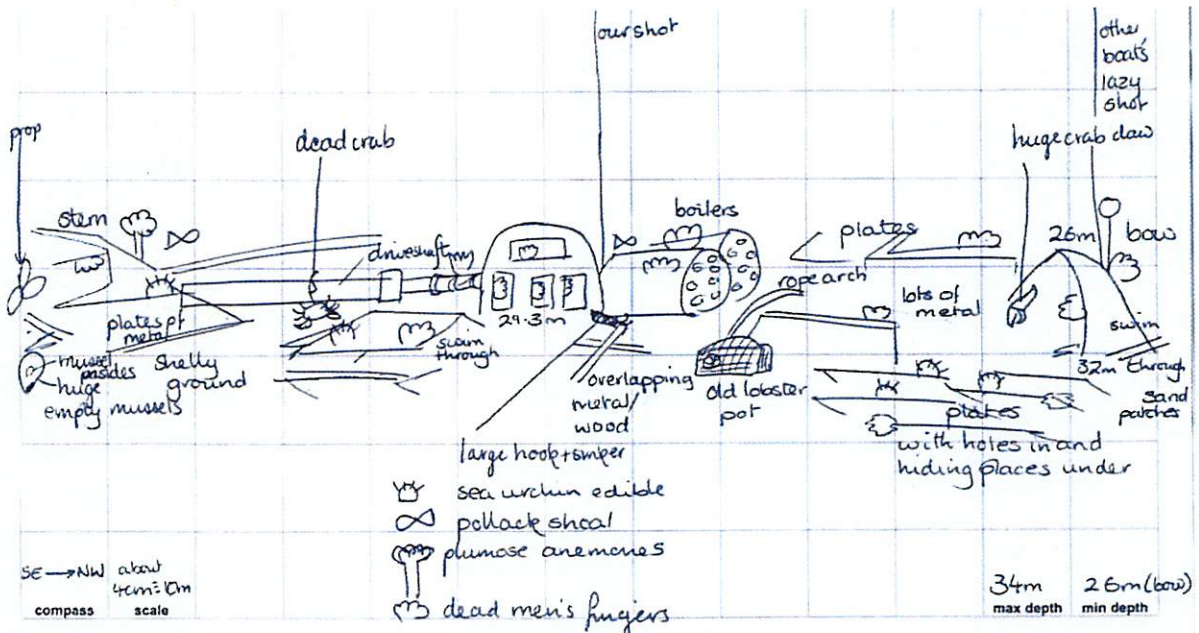 our shot
other
boat's
lazy
shot
prop
dead crab
huge crab claw
stern
boilers
plates
26m
bow
driveshaft
rope arch
lots of
metal
29.3m
plates of
metal
swim
through
mussel
huge
empty mussels
shelly
ground
overlapping
metal/
wood
old lobster
pot
32m
swim
through
sand
patches
plates
with holes in and
hiding places under
large hook + sinker
sea urchin edible
pollack shoal
plumose anemones
dead men's fingers
SE → NW
compass
about
4cm = 10m
scale
34m
max depth
26m (bow)
min depth